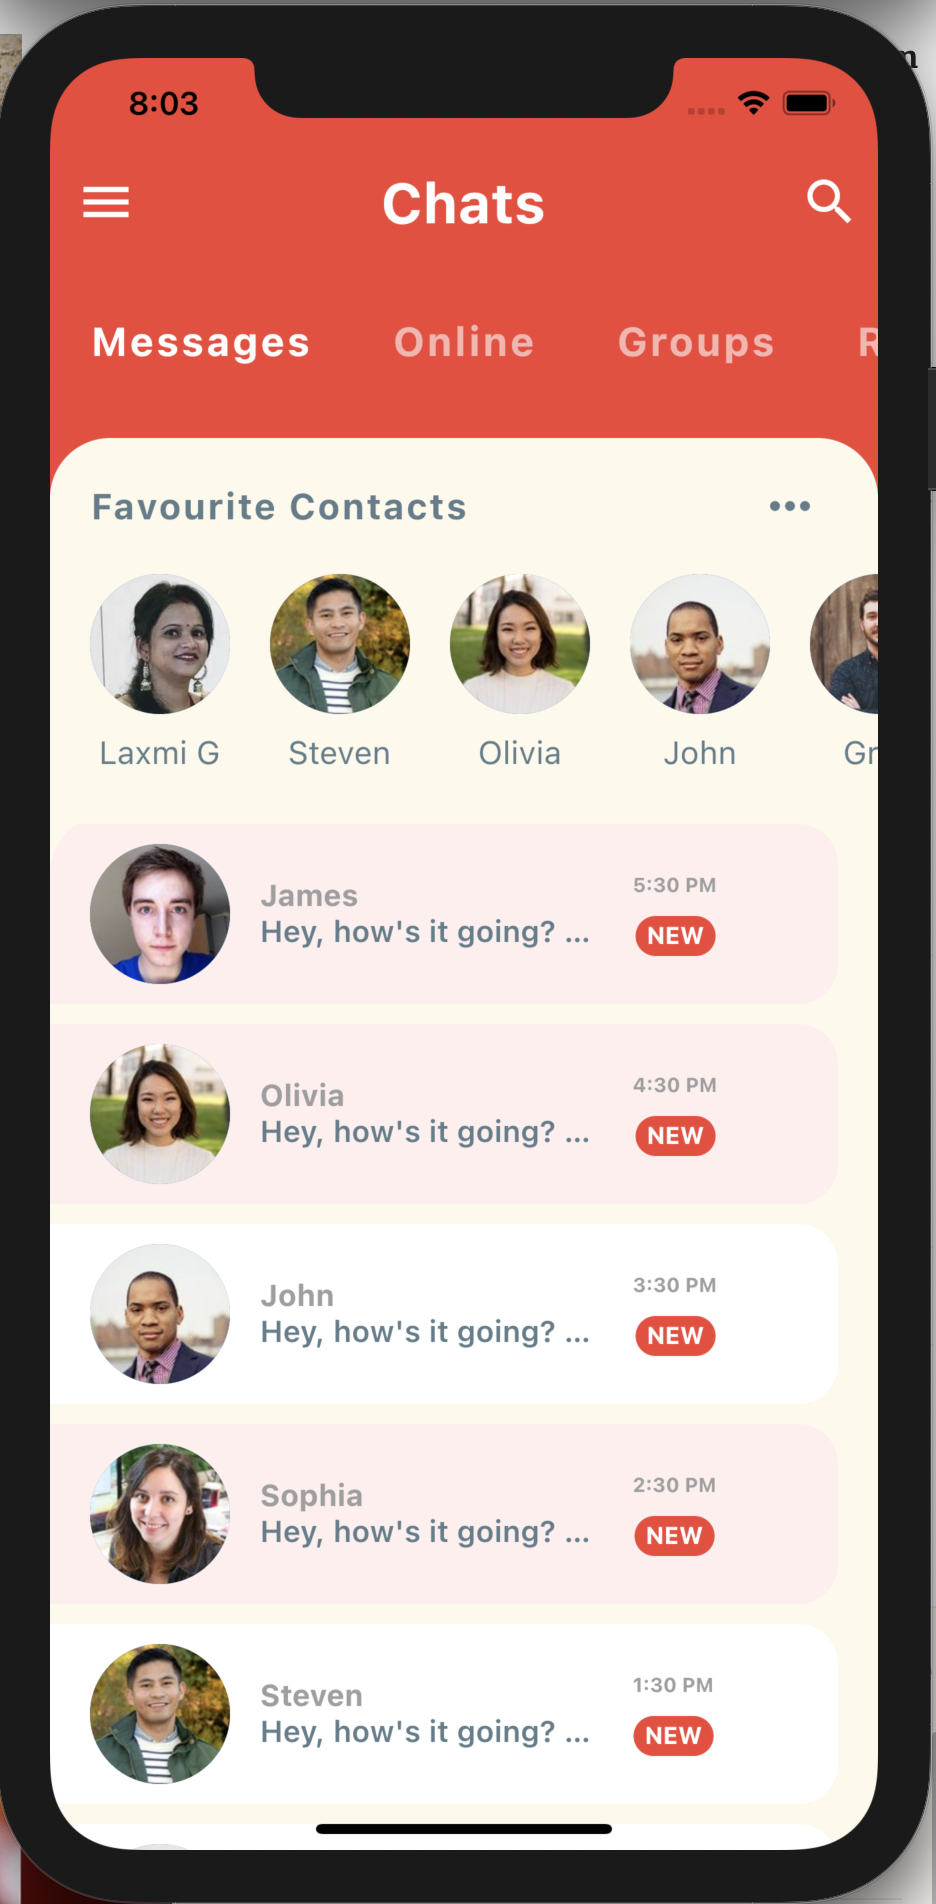 8:03
Chats
Messages Online Groups R
Favourite Contacts
Laxmi G Steven Olivia John Gr
James
5:30 PM
Hey, how's it going? ...
NEW
Olivia
4:30 PM
Hey, how's it going? ...
NEW
John
3:30 PM
Hey, how's it going? ...
NEW
Sophia
2:30 PM
Hey, how's it going? ...
NEW
Steven
1:30 PM
Hey, how's it going? ...
NEW